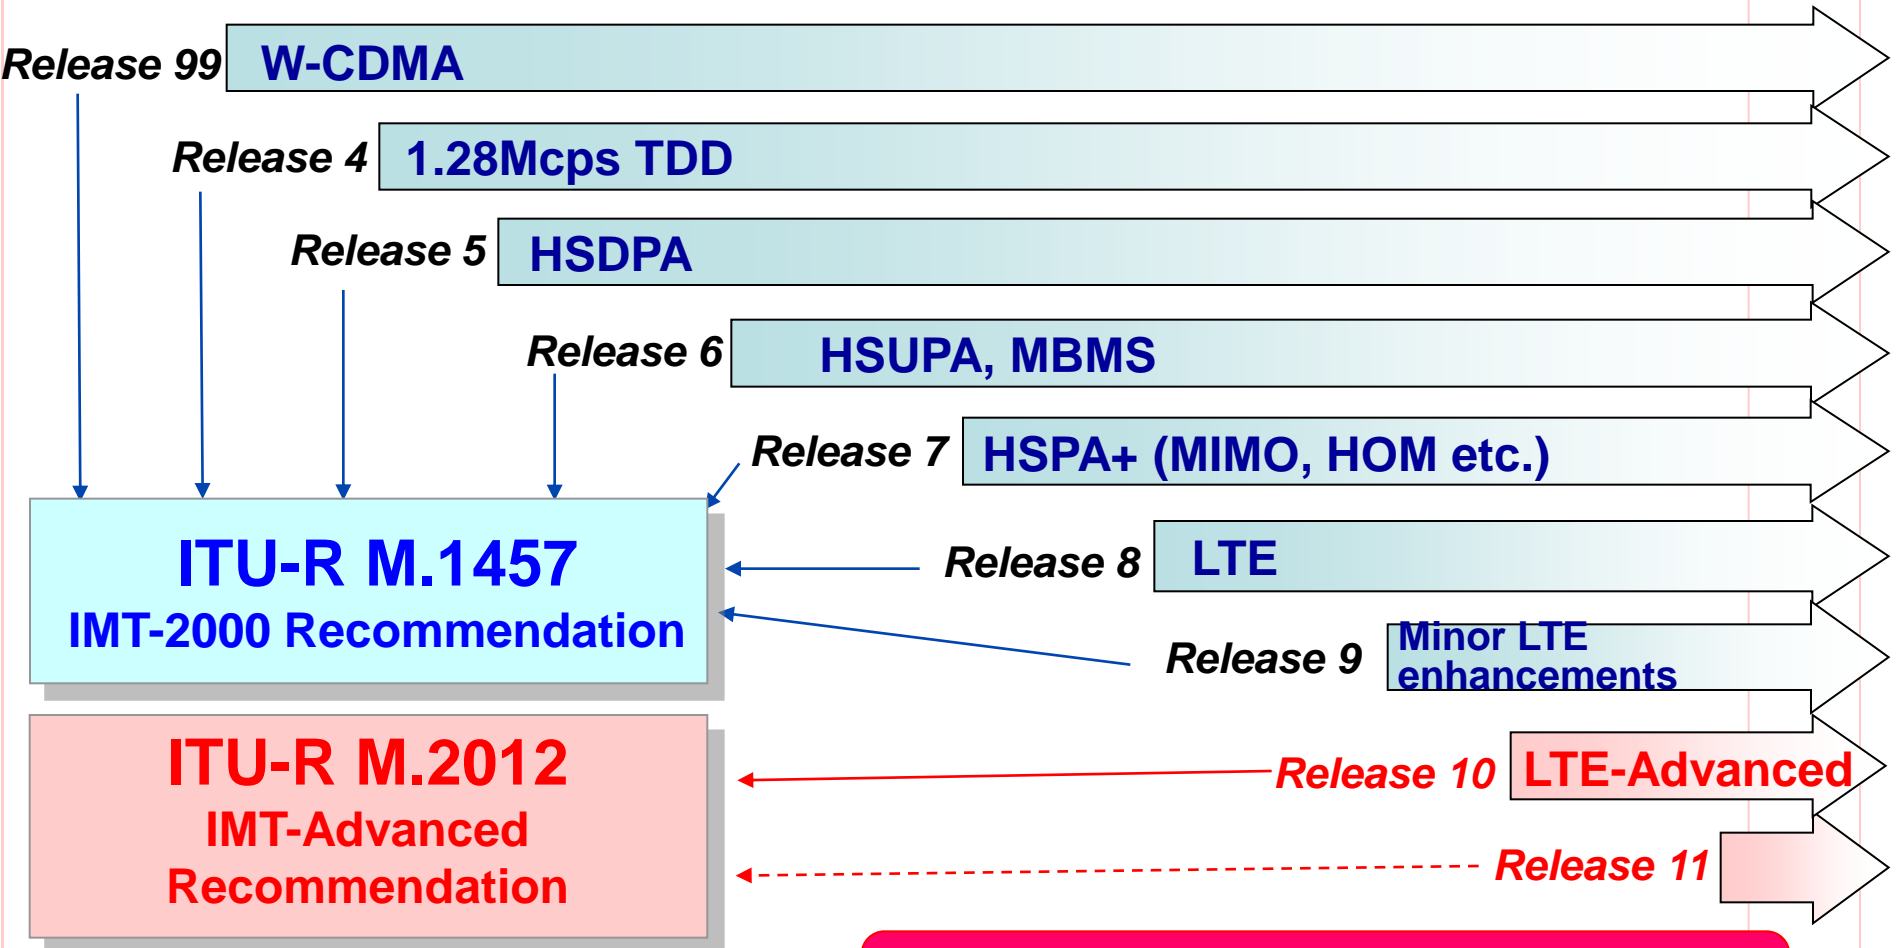 Release 99 W-CDMA
Release 4 1.28Mcps TDD
Release 5 HSDPA
Release 6 HSUPA, MBMS
Release 7 HSPA+ (MIMO, HOM etc.)
ITU-R M.1457
IMT-2000 Recommendation
Release 8 LTE
Release 9 Minor LTE
enhancements
ITU-R M.2012
IMT-Advanced
Recommendation
Release 10 LTE-Advanced
Release 11